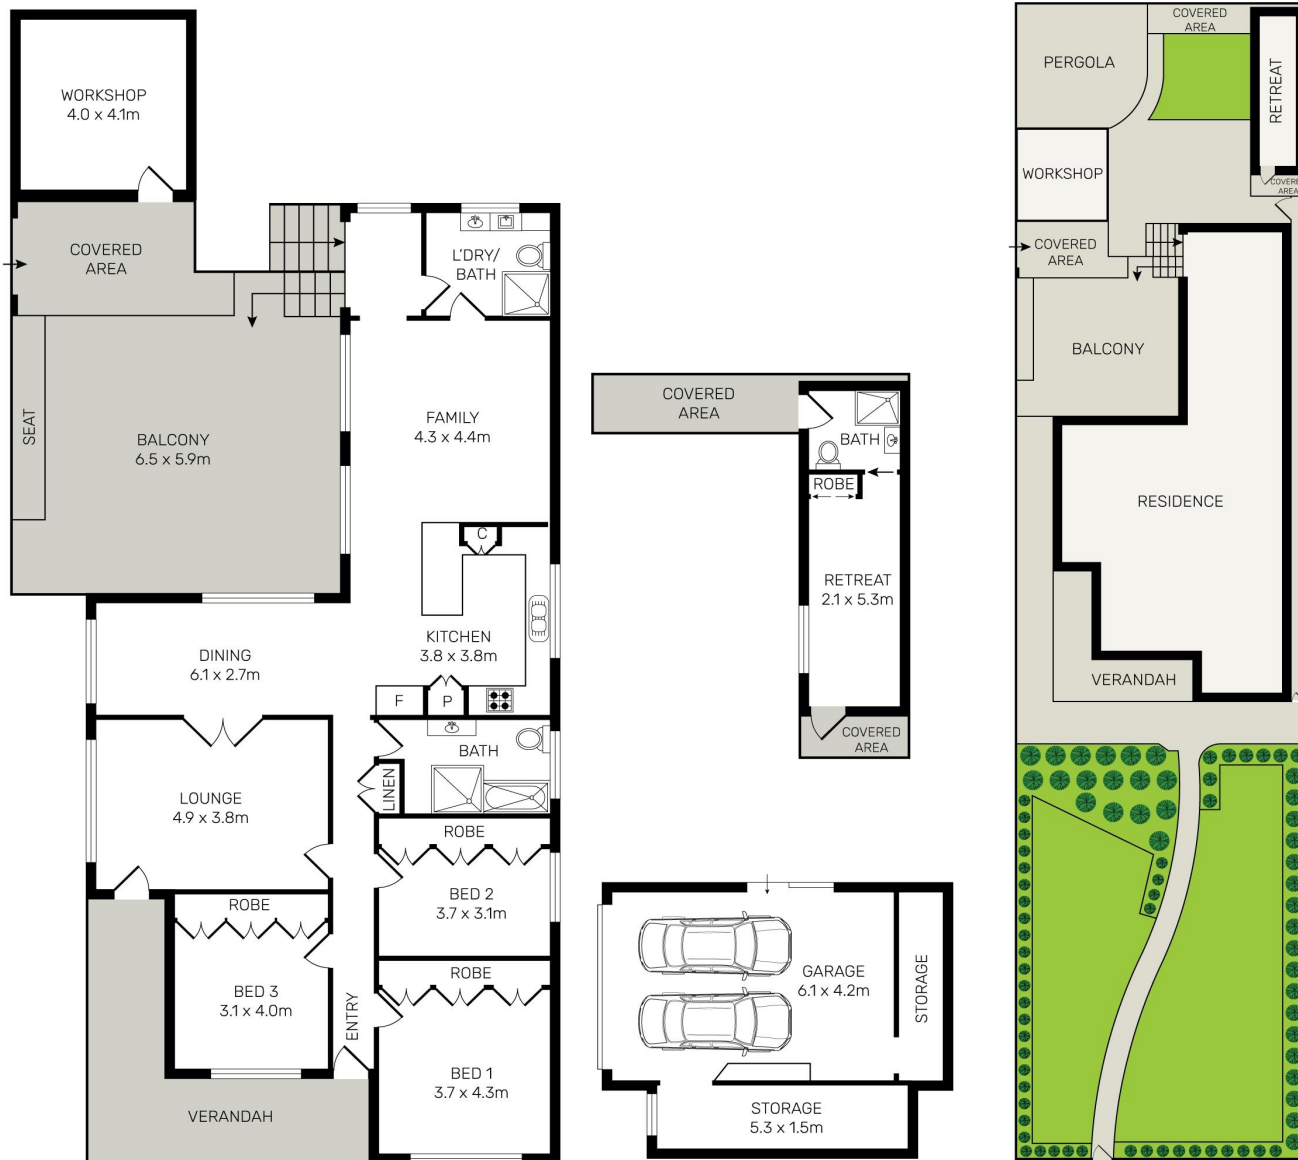 WORKSHOP
4.0 x 4.1m
COVERED
AREA
L'DRY/
BATH
SEAT
BALCONY
6.5 x 5.9m
FAMILY
4.3 x 4.4m
C
KITCHEN
3.8 x 3.8m
DINING
6.1 x 2.7m
F
P
BATH
LINEN
LOUNGE
4.9 x 3.8m
ROBE
BED 2
3.7 x 3.1m
ROBE
BED 3
3.1 x 4.0m
ENTRY
ROBE
BED 1
3.7 x 4.3m
VERANDAH
COVERED
AREA
BATH
ROBE
RETREAT
2.1 x 5.3m
COVERED
AREA
GARAGE
6.1 x 4.2m
STORAGE
STORAGE
5.3 x 1.5m
COVERED
AREA
PERGOLA
RETREAT
WORKSHOP
COVERED
AREA
COVERED
AREA
BALCONY
RESIDENCE
VERANDAH